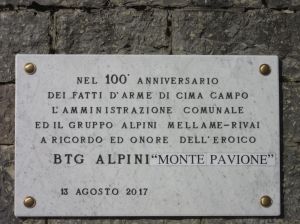 NEL 100° ANNIVERSARIO
DEI FATTI D'ARME DI CIMA CAMPO
L'AMMINISTRAZIONE COMUNALE
ED IL GRUPPO ALPINI MELLAME-RIVAI
A RICORDO ED ONORE DELL'EROICO
BTG ALPINI "MONTE PAVIONE"
13 AGOSTO 2017